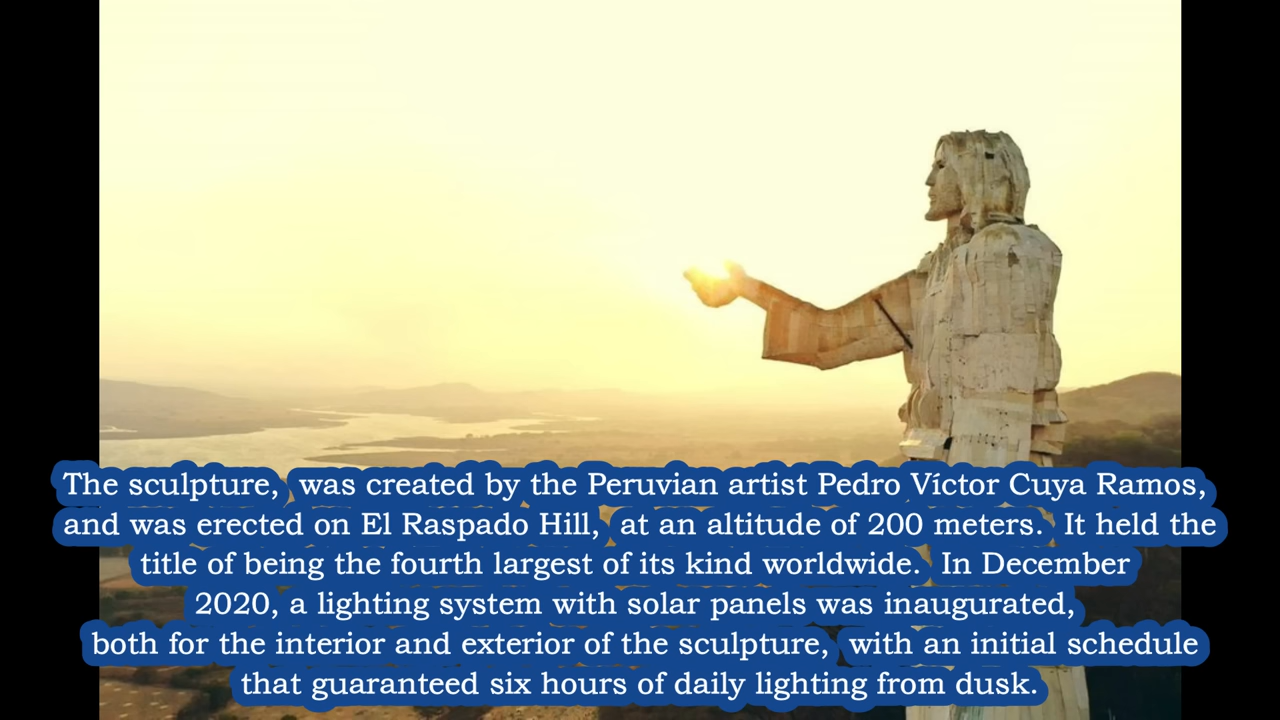 The sculpture, was created by the Peruvian artist Pedro Víctor Cuya Ramos,
and was erected on El Raspado Hill, at an altitude of 200 meters. It held the
title of being the fourth largest of its kind worldwide. In December
2020, a lighting system with solar panels was inaugurated,
both for the interior and exterior of the sculpture, with an initial schedule
that guaranteed six hours of daily lighting from dusk.